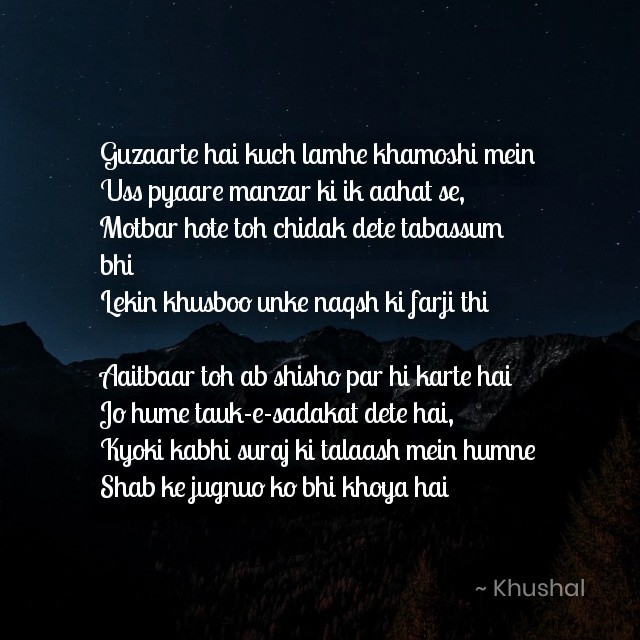 Guzaarte hai kuch lamhe khamoshi mein
Uss pyaare manzar ki ik aahat se,
Motbar hote toh chidak dete tabassum
bhi
Lekin khusboo unke naqsh ki farji thi
Aaitbaar toh ab shisho par hi karte hai
Jo hume tauk-e-sadakat dete hai,
Kyoki kabhi suraj ki talaash mein humne
Shab ke jugnuo ko bhi khoya hai
~ Khushal